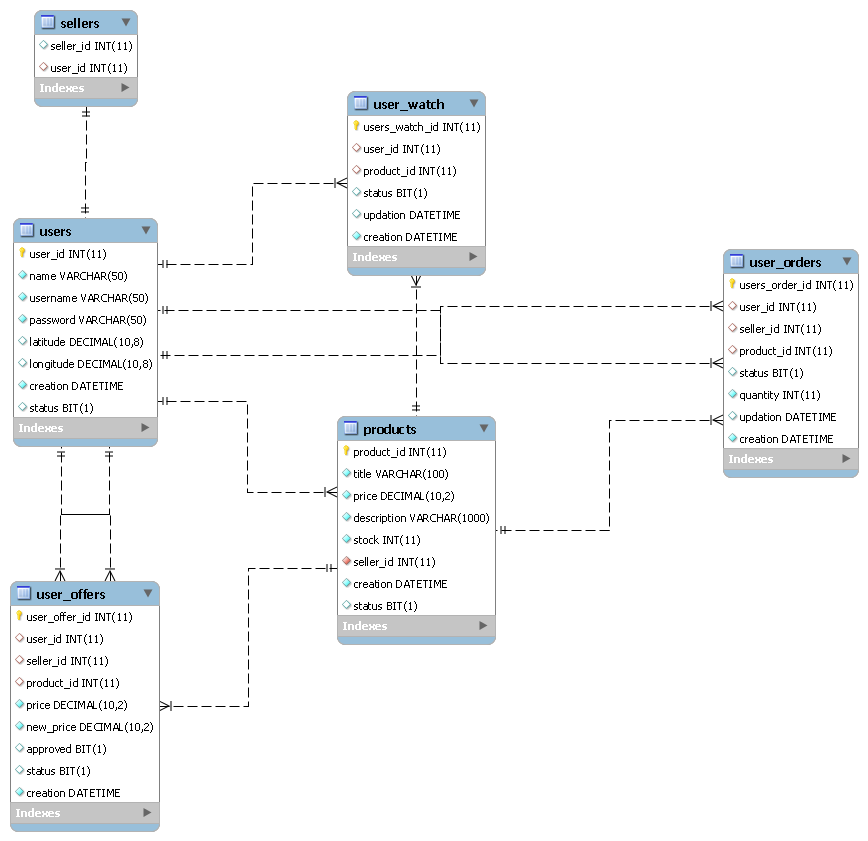 sellers
seller_id INT(11)
user_id INT(11)
Indexes
user_watch
users_watch_id INT(11)
user_id INT(11)
product_id INT(11)
status BIT(1)
updation DATETIME
creation DATETIME
Indexes
users
user_id INT(11)
name VARCHAR(50)
username VARCHAR(50)
password VARCHAR(50)
latitude DECIMAL(10,8)
longitude DECIMAL(10,8)
creation DATETIME
status BIT(1)
Indexes
user_orders
users_order_id INT(11)
user_id INT(11)
seller_id INT(11)
product_id INT(11)
status BIT(1)
quantity INT(11)
updation DATETIME
creation DATETIME
Indexes
products
product_id INT(11)
title VARCHAR(100)
price DECIMAL(10,2)
description VARCHAR(1000)
stock INT(11)
seller_id INT(11)
creation DATETIME
status BIT(1)
Indexes
user_offers
user_offer_id INT(11)
user_id INT(11)
seller_id INT(11)
product_id INT(11)
price DECIMAL(10,2)
new_price DECIMAL(10,2)
approved BIT(1)
status BIT(1)
creation DATETIME
Indexes